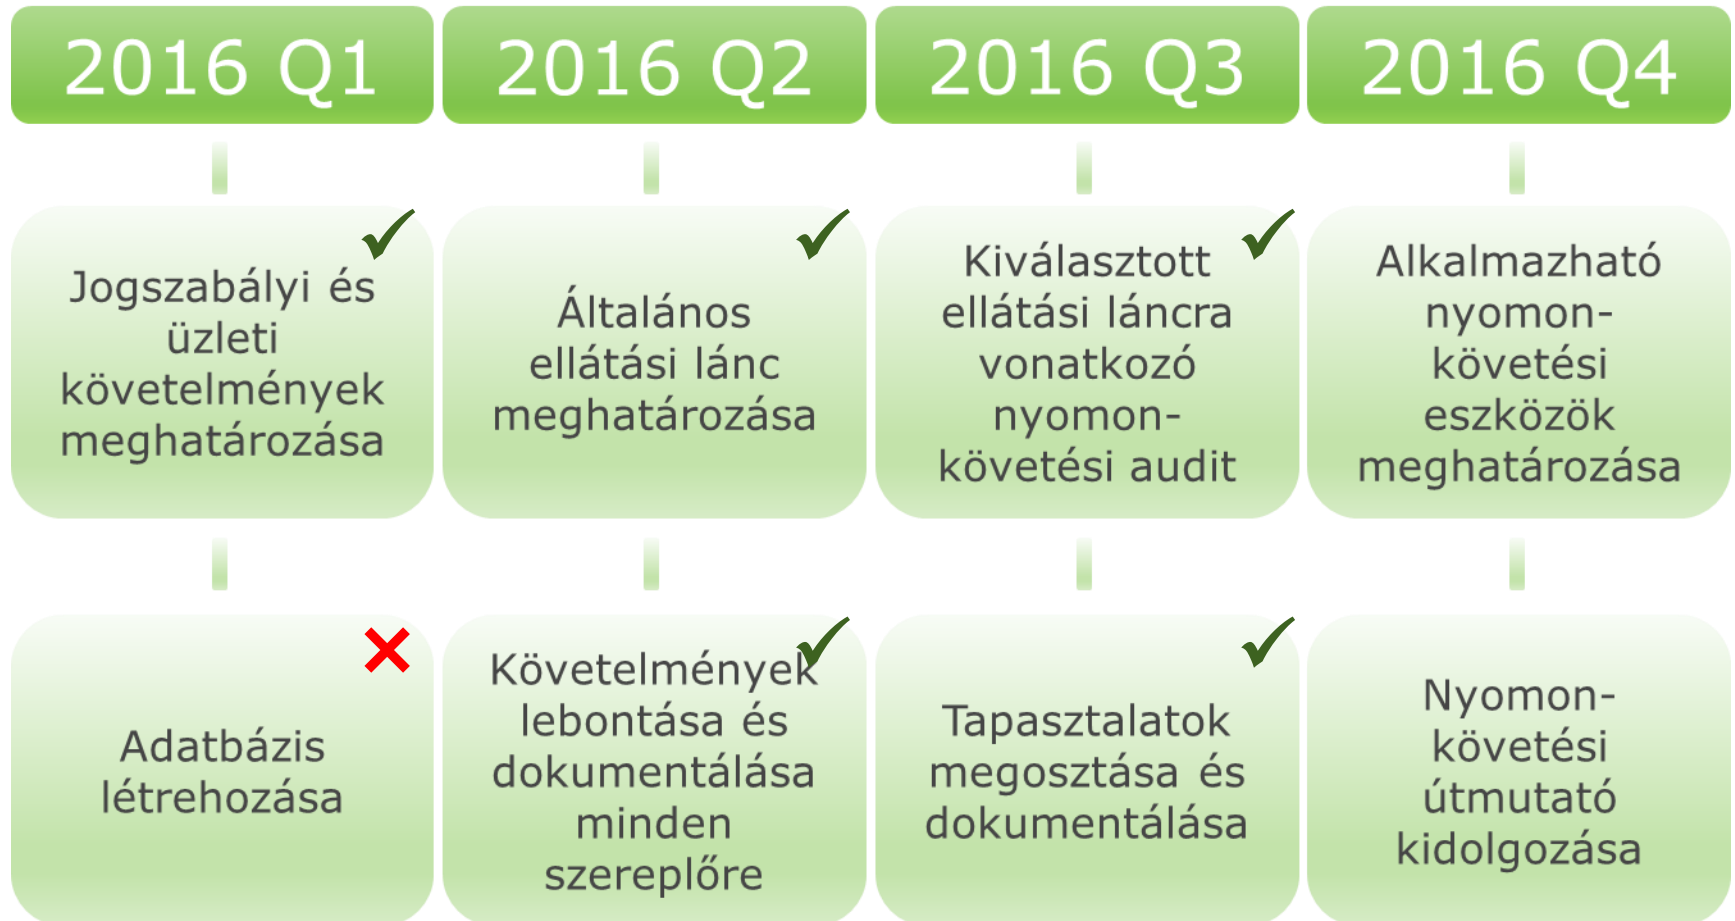 2016 Q1
2016 Q2
2016 Q3
2016 Q4
Jogszabályi és
üzleti
követelmények
meghatározása
Általános
ellátási lánc
meghatározása
Kiválasztott
ellátási láncra
vonatkozó
nyomon-
követési audit
Alkalmazható
nyomon-
követési
eszközök
meghatározása
Adatbázis
létrehozása
Követelmények
lebontása és
dokumentálása
minden
szereplőre
Tapasztalatok
megosztása és
dokumentálása
Nyomon-
követési
útmutató
kidolgozása